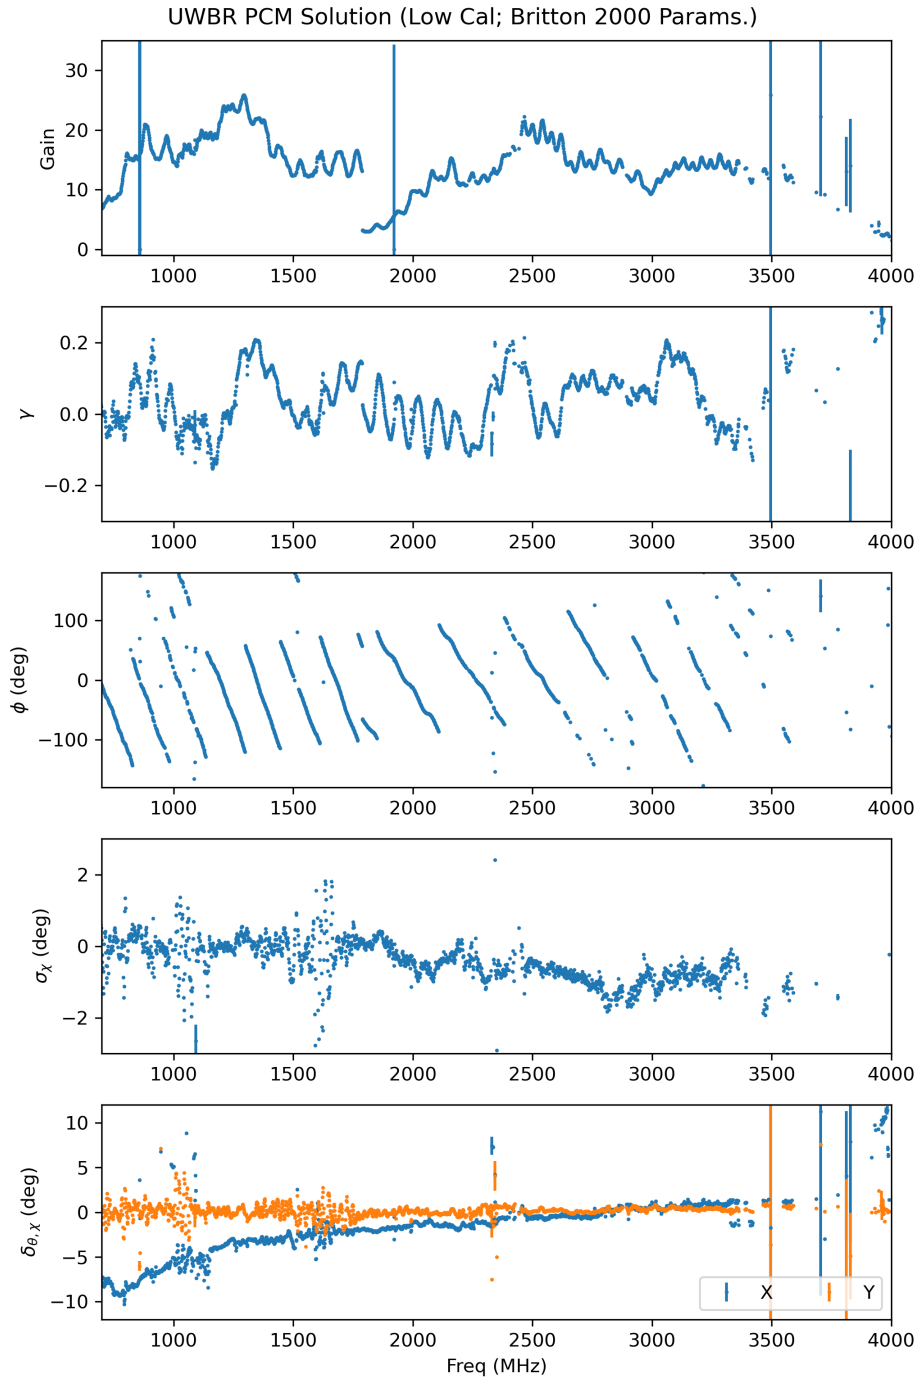 UWBR PCM Solution (Low Cal; Britton 2000 Params.)
Gain
30
20
10
0
1000 1500 2000 2500 3000 3500 4000
γ
0.2
0.0
−0.2
1000 1500 2000 2500 3000 3500 4000
ϕ (deg)
100
0
−100
1000 1500 2000 2500 3000 3500 4000
σχ (deg)
2
0
−2
1000 1500 2000 2500 3000 3500 4000
δθ,χ (deg)
10
5
0
−5
−10
X Y
1000 1500 2000 2500 3000 3500 4000
Freq (MHz)